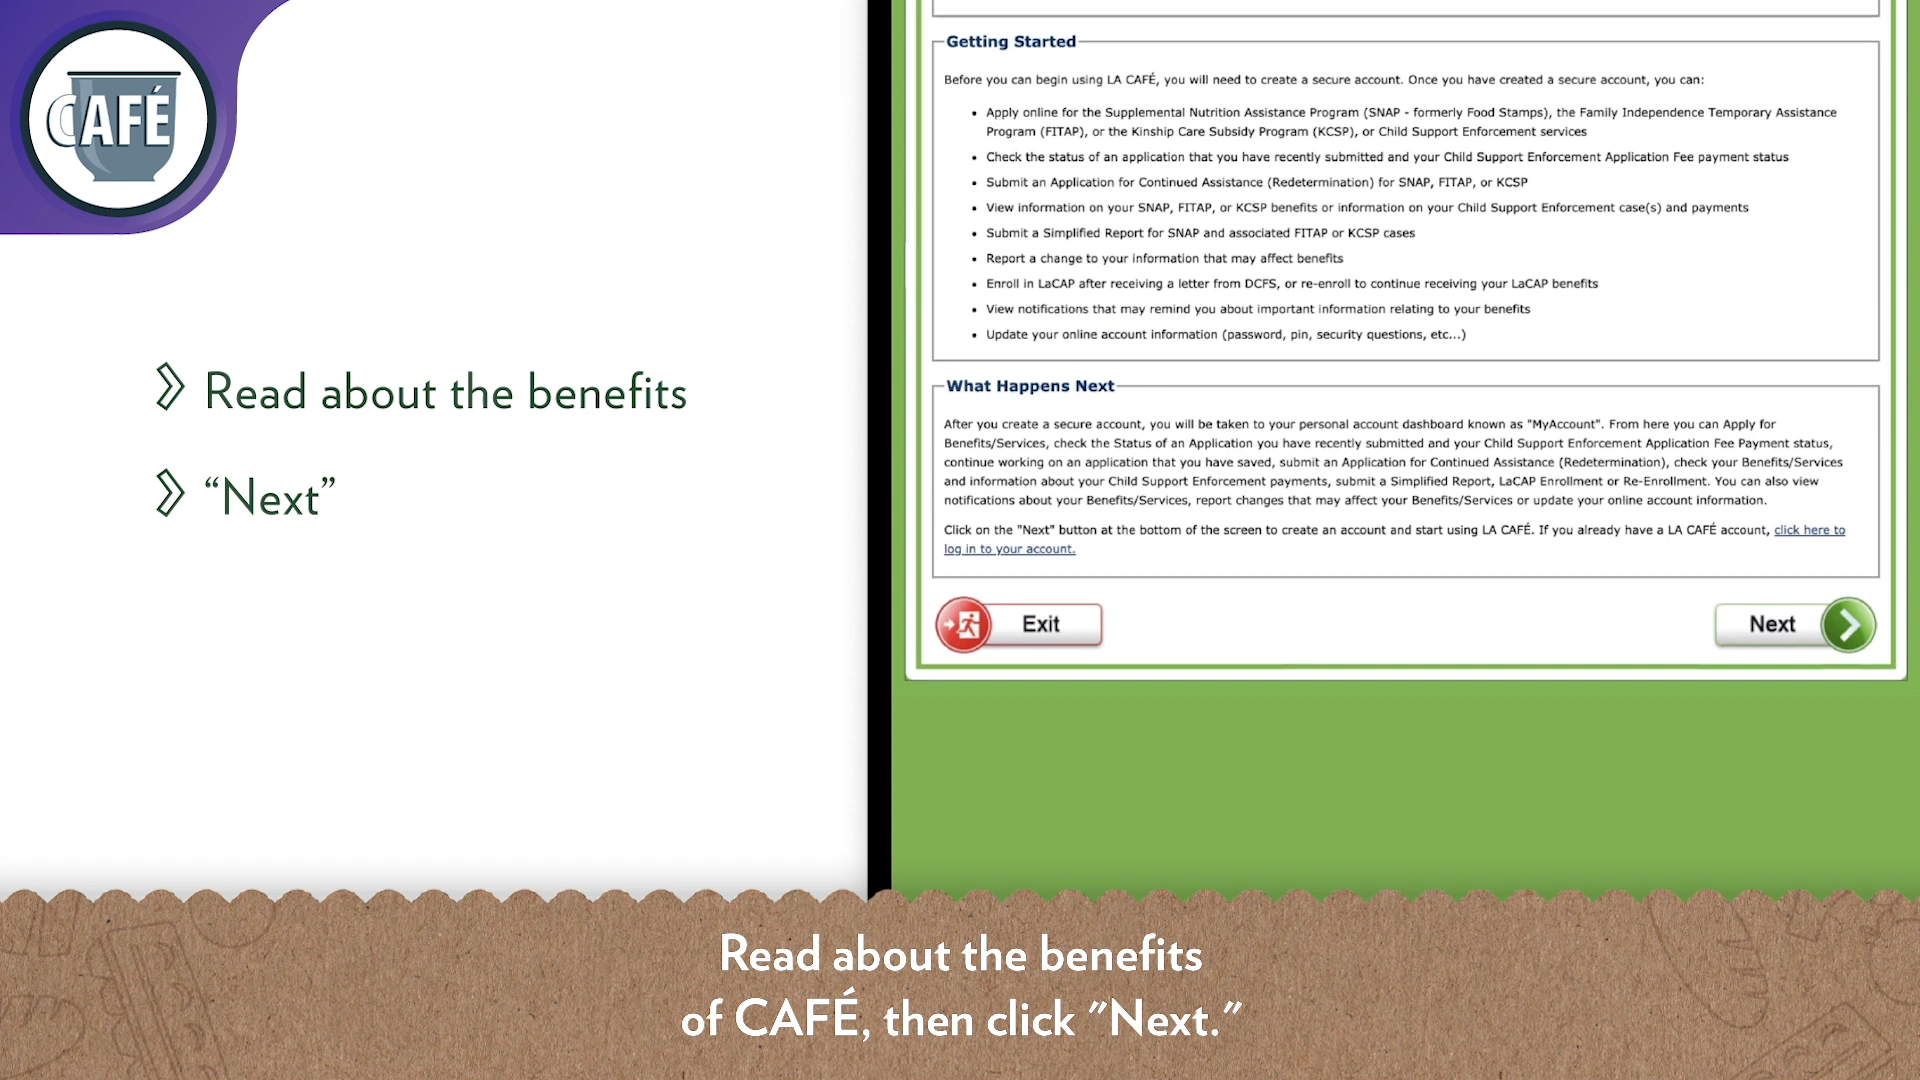 CAFÉ
Read about the benefits
“Next”
Getting Started
Before you can begin using LA CAFÉ, you will need to create a secure account. Once you have created a secure account, you can:
• Apply online for the Supplemental Nutrition Assistance Program (SNAP - formerly Food Stamps), the Family Independence Temporary Assistance
Program (FITAP), or the Kinship Care Subsidy Program (KCSP), or Child Support Enforcement services
• Check the status of an application that you have recently submitted and your Child Support Enforcement Application Fee payment status
• Submit an Application for Continued Assistance (Redetermination) for SNAP, FITAP, or KCSP
• View information on your SNAP, FITAP, or KCSP benefits or information on your Child Support Enforcement case(s) and payments
• Submit a Simplified Report for SNAP and associated FITAP or KCSP cases
• Report a change to your information that may affect benefits
• Enroll in LaCAP after receiving a letter from DCFS, or re-enroll to continue receiving your LaCAP benefits
• View notifications that may remind you about important information relating to your benefits
• Update your online account information (password, pin, security questions, etc...)
What Happens Next
After you create a secure account, you will be taken to your personal account dashboard known as "MyAccount". From here you can Apply for
Benefits/Services, check the Status of an Application you have recently submitted and your Child Support Enforcement Application Fee Payment status,
continue working on an application that you have saved, submit an Application for Continued Assistance (Redetermination), check your Benefits/Services
and information about your Child Support Enforcement payments, submit a Simplified Report, LaCAP Enrollment or Re-Enrollment. You can also view
notifications about your Benefits/Services, report changes that may affect your Benefits/Services or update your online account information.
Click on the "Next" button at the bottom of the screen to create an account and start using LA CAFÉ. If you already have a LA CAFÉ account, click here to
log in to your account.
Exit
Next
Read about the benefits
of CAFÉ, then click "Next."